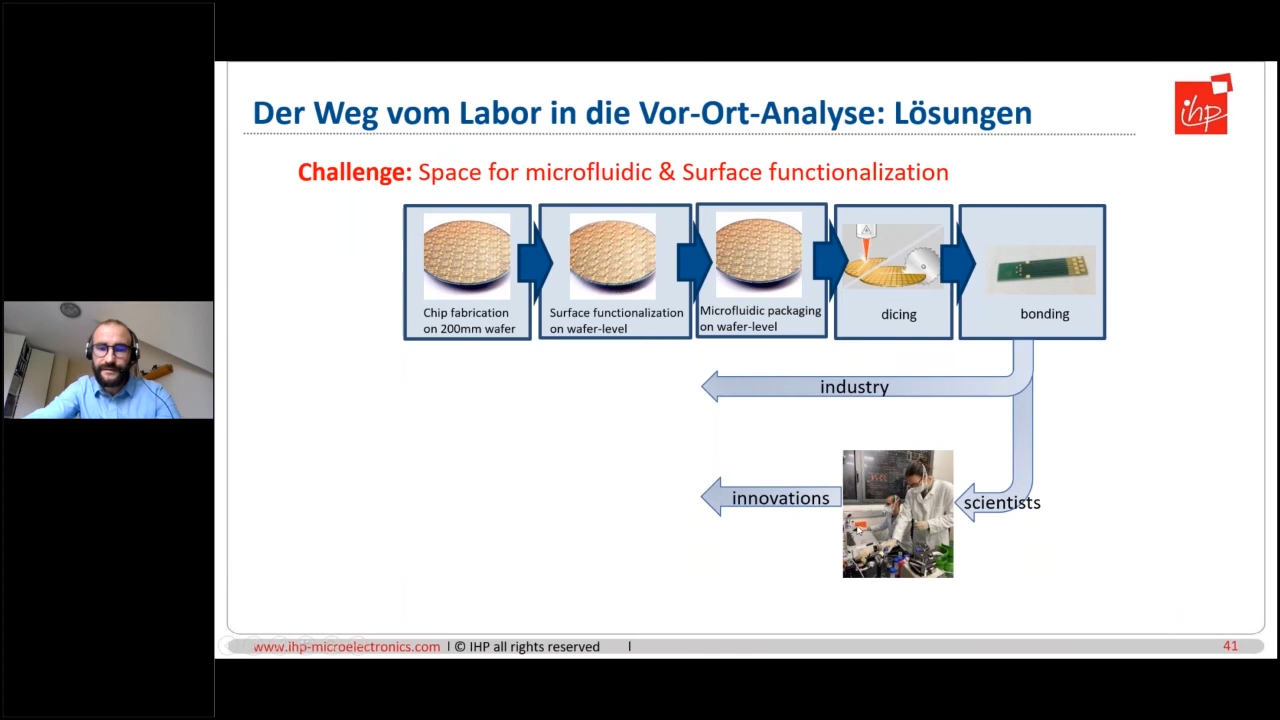 Der Weg vom Labor in die Vor-Ort-Analyse: Lösungen
ihp
Challenge: Space for microfluidic & Surface functionalization
Chip fabrication
on 200mm wafer
Surface functionalization
on wafer-level
Microfluidic packaging
on wafer-level
dicing
bonding
industry
innovations
scientists
www.ihp-microelectronics.com I © IHP all rights reserved I
41